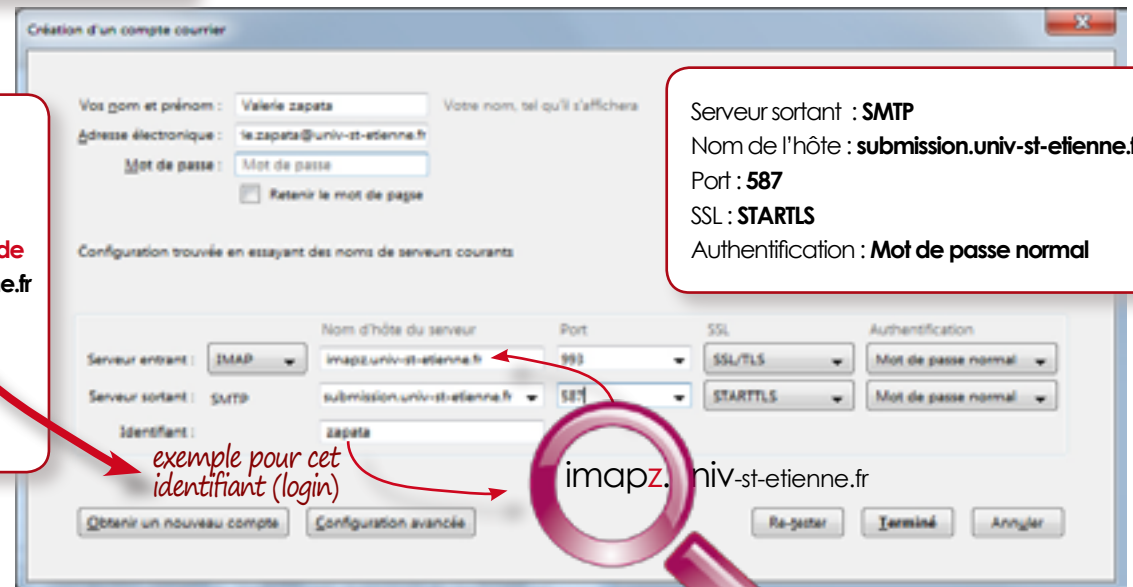 Création d'un compte courrier
Vos nom et prénom : Valerie zapata Votre nom, tel qu'il s'affichera
Adresse électronique : ie.zapata@univ-st-etienne.fr
Mot de passe : Mot de passe
Retenir le mot de passe
Configuration trouvée en essayant des noms de serveurs courants
Serveur sortant : SMTP
Nom de l'hôte : submission.univ-st-etienne.f
Port : 587
SSL : STARTLS
Authentification : Mot de passe normal
de
e.fr
Nom d'hôte du serveur Port SSL Authentification
Serveur entrant : IMAP imapz.univ-st-etienne.fr 993 SSL/TLS Mot de passe normal
Serveur sortant : SMTP submission.univ-st-etienne.fr 587 STARTTLS Mot de passe normal
Identifiant : zapata
exemple pour cet
identifiant (login)
imapz. niv-st-etienne.fr
Obtenir un nouveau compte Configuration avancée Re-tester Terminé Annuler